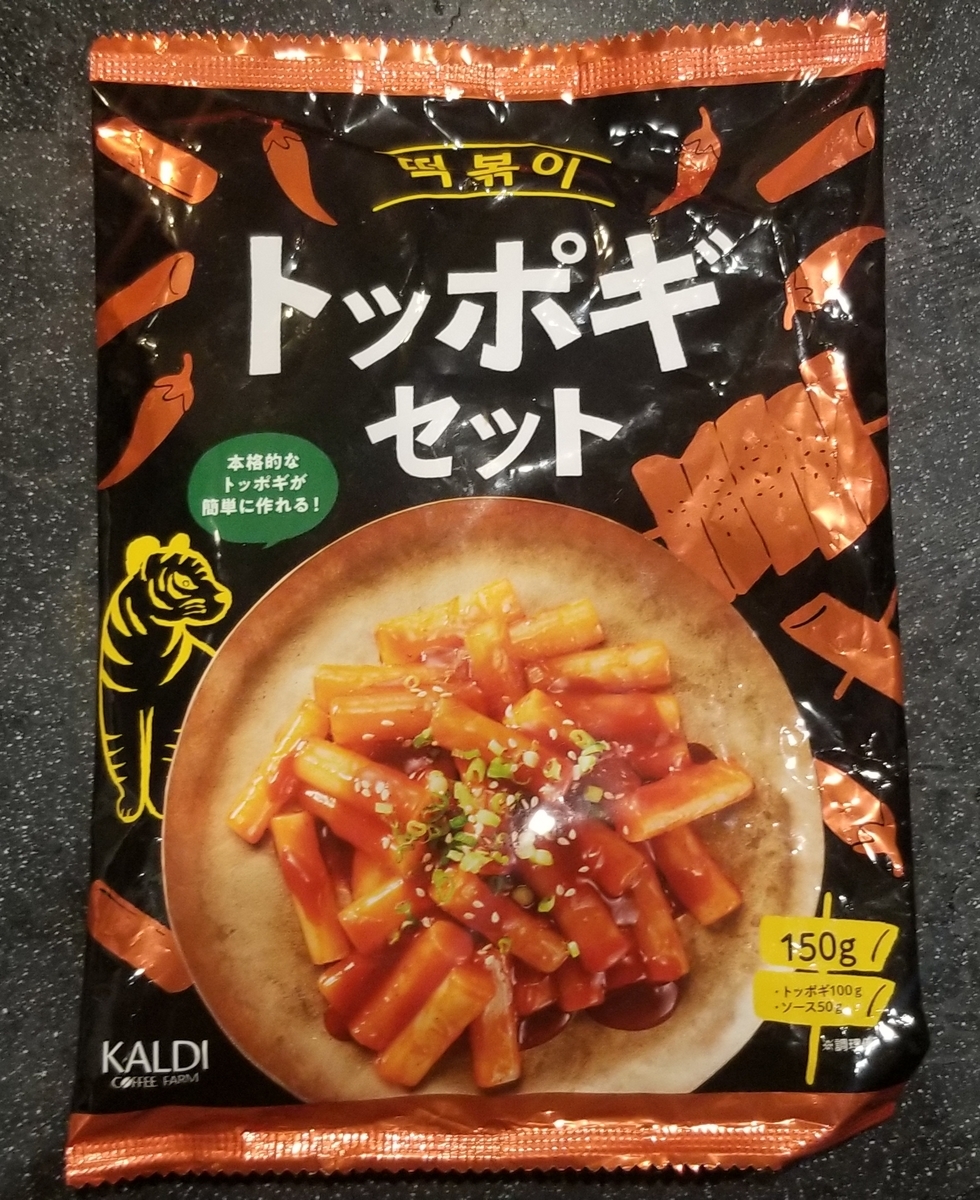 떡볶이
トッポギ
セット
本格的な
トッポギが
簡単に作れる!
150g
・トッポギ100g
・ソース50g
KALDI
COFFEE FARM